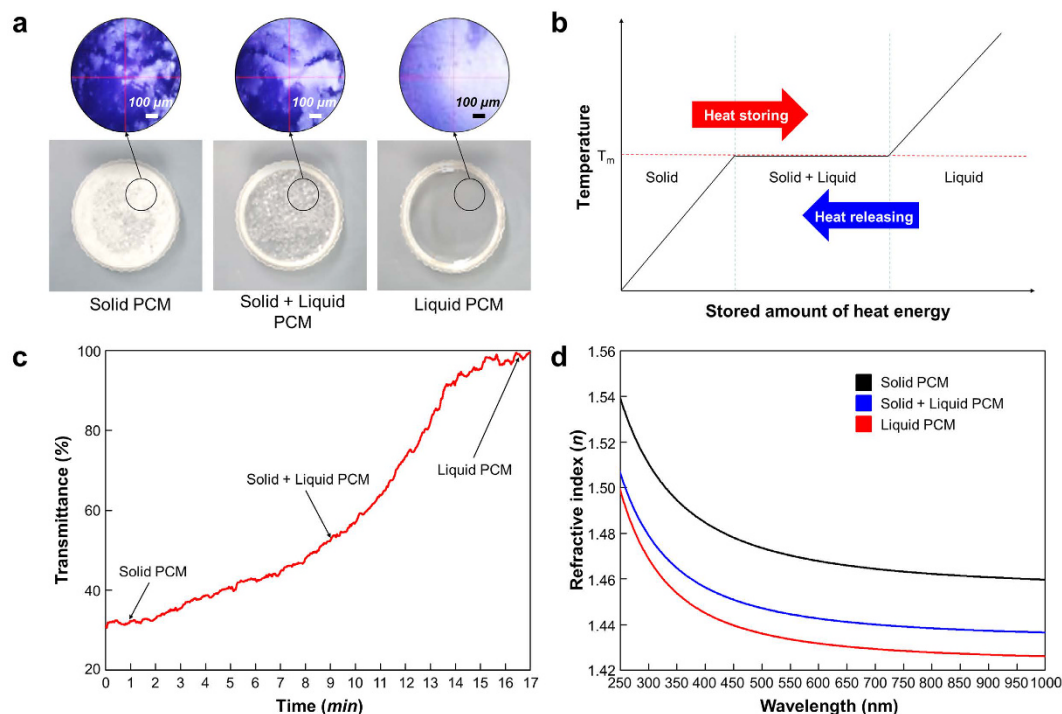 a
100 µm
100 µm
100 µm
Solid PCM
Solid + Liquid
PCM
Liquid PCM
b
Temperature
Tm
Heat storing
Solid
Solid + Liquid
Liquid
Heat releasing
Stored amount of heat energy
c
Transmittance (%)
100
80
60
40
20
Solid PCM
Solid + Liquid PCM
Liquid PCM
0 1 2 3 4 5 6 7 8 9 10 11 12 13 14 15 16 17
Time (min)
d
Refractive index (n)
1.56
1.54
1.52
1.50
1.48
1.46
1.44
1.42
Solid PCM
Solid + Liquid PCM
Liquid PCM
250 300 350 400 450 500 550 600 650 700 750 800 850 900 950 1000
Wavelength (nm)